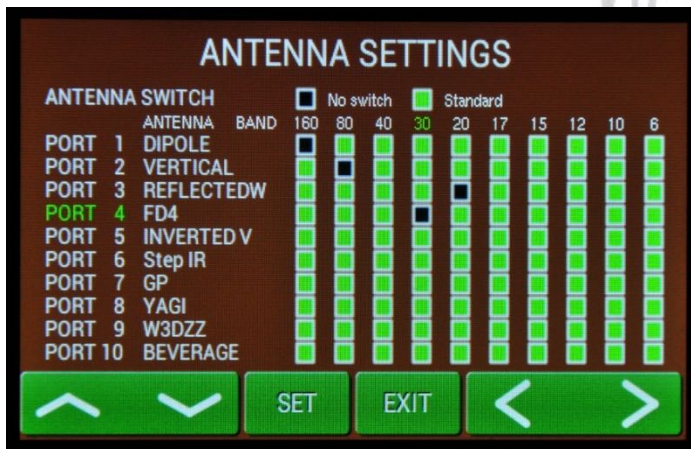 ANTENNA SETTINGS
ANTENNA SWITCH No switch Standard
ANTENNA BAND 160 80 40 30 20 17 15 12 10 6
PORT 1 DIPOLE
PORT 2 VERTICAL
PORT 3 REFLECTEDW
PORT 4 FD4
PORT 5 INVERTED V
PORT 6 Step IR
PORT 7 GP
PORT 8 YAGI
PORT 9 W3DZZ
PORT 10 BEVERAGE
SET EXIT